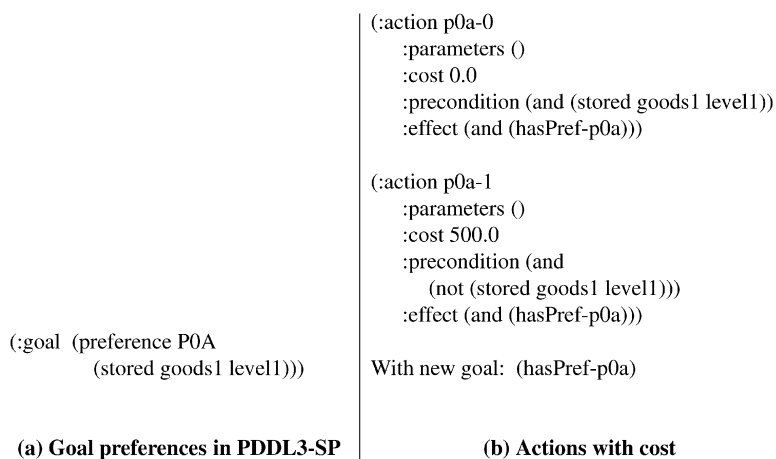 (:goal (preference P0A
(stored goods1 level1)))
(a) Goal preferences in PDDL3-SP
(:action p0a-0
:parameters ()
:cost 0.0
:precondition (and (stored goods1 level1))
:effect (and (hasPref-p0a)))
(:action p0a-1
:parameters ()
:cost 500.0
:precondition (and
(not (stored goods1 level1)))
:effect (and (hasPref-p0a)))
With new goal: (hasPref-p0a)
(b) Actions with cost